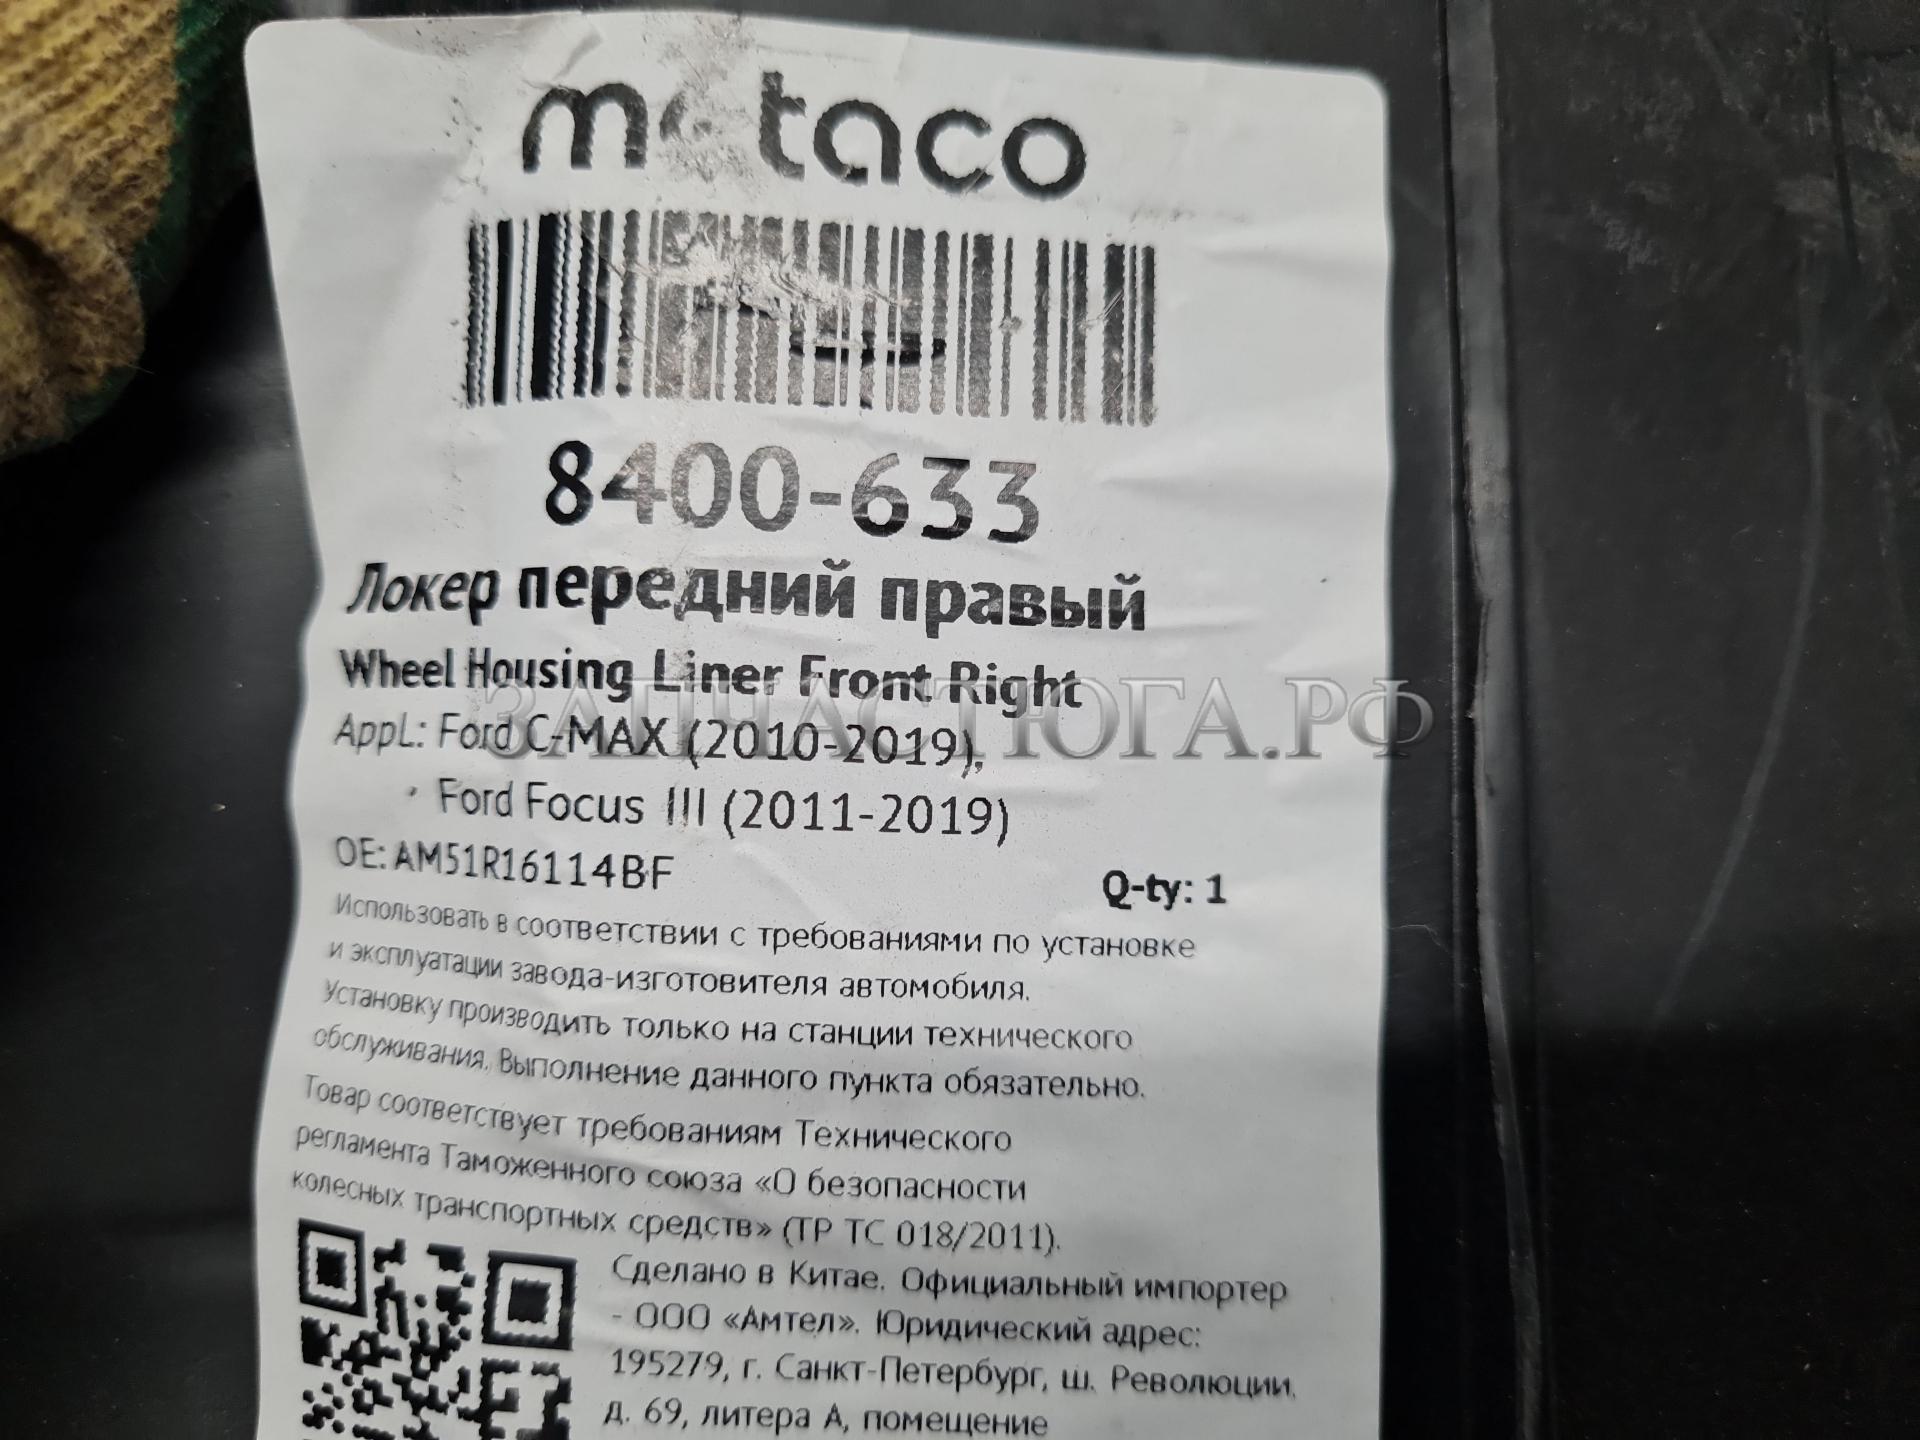 metaco
8400-633
Локер передний правый
Wheel Housing Liner Front Right
ЗАПЧАСТЮГА.РФ
Appl.: Ford C-MAX (2010-2019),
Ford Focus III (2011-2019)
OE: AM51R16114BF
Q-ty: 1
Использовать в соответствии с требованиями по установке
и эксплуатации завода-изготовителя автомобиля.
Установку производить только на станции технического
обслуживания. Выполнение данного пункта обязательно.
Товар соответствует требованиям Технического
регламента Таможенного союза «О безопасности
колесных транспортных средств» (ТР ТС 018/2011).
Сделано в Китае. Официальный импортер
- ООО «Амтел». Юридический адрес:
195279, г. Санкт-Петербург, ш. Революции,
д. 69, литера А, помещение